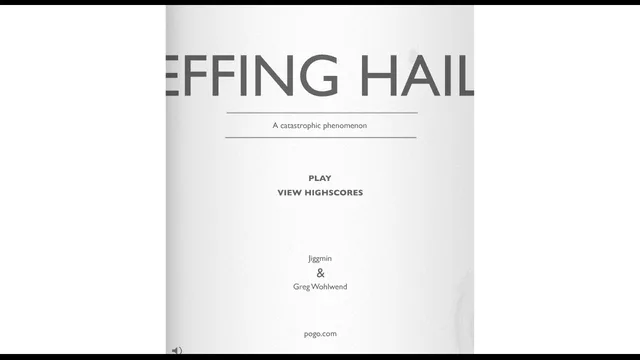 EFFING HAIL
A catastrophic phenomenon
PLAY
VIEW HIGHSCORES
Jiggmin
&
Greg Wohlwend
pogo.com